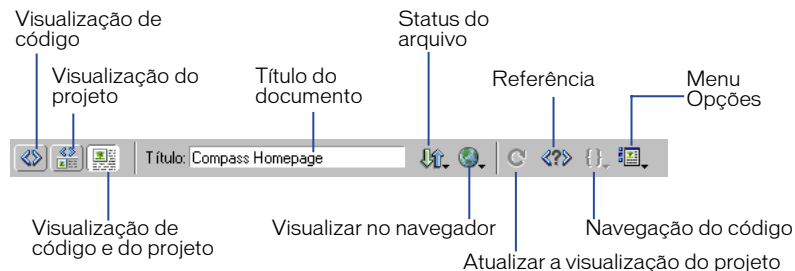 Visualização de
código
Status do
arquivo
Visualização do
projeto
Título do
documento
Referência
Menu
Opções
Título: Compass Homepage
Visualização de
código e do projeto
Visualizar no navegador
Navegação do código
Atualizar a visualização do projeto